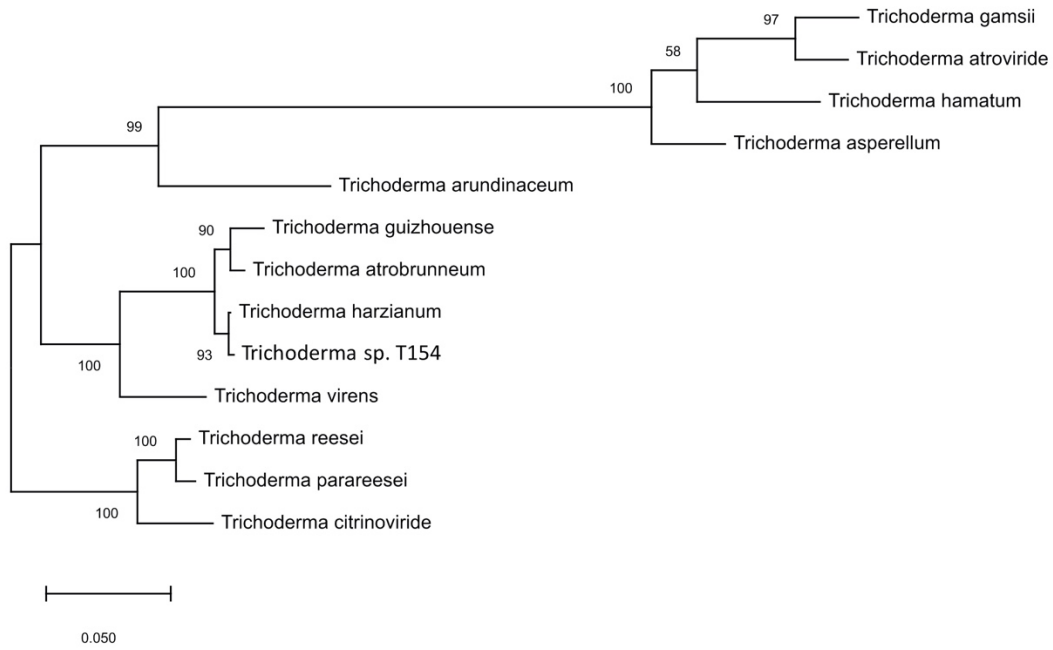 97
Trichoderma gamsii
58
Trichoderma atroviride
100
Trichoderma hamatum
99
Trichoderma asperellum
Trichoderma arundinaceum
90
Trichoderma guizhouense
100
Trichoderma atrobrunneum
Trichoderma harzianum
93
Trichoderma sp. T154
100
Trichoderma virens
100
Trichoderma reesei
Trichoderma parareesei
100
Trichoderma citrinoviride
0.050